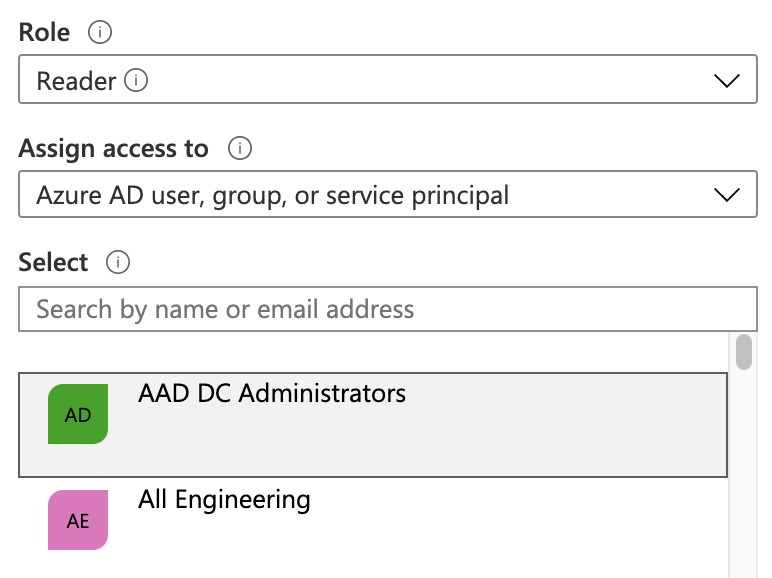 Role
Reader
Assign access to
Azure AD user, group, or service principal
Select
Search by name or email address
AD AAD DC Administrators
AE All Engineering